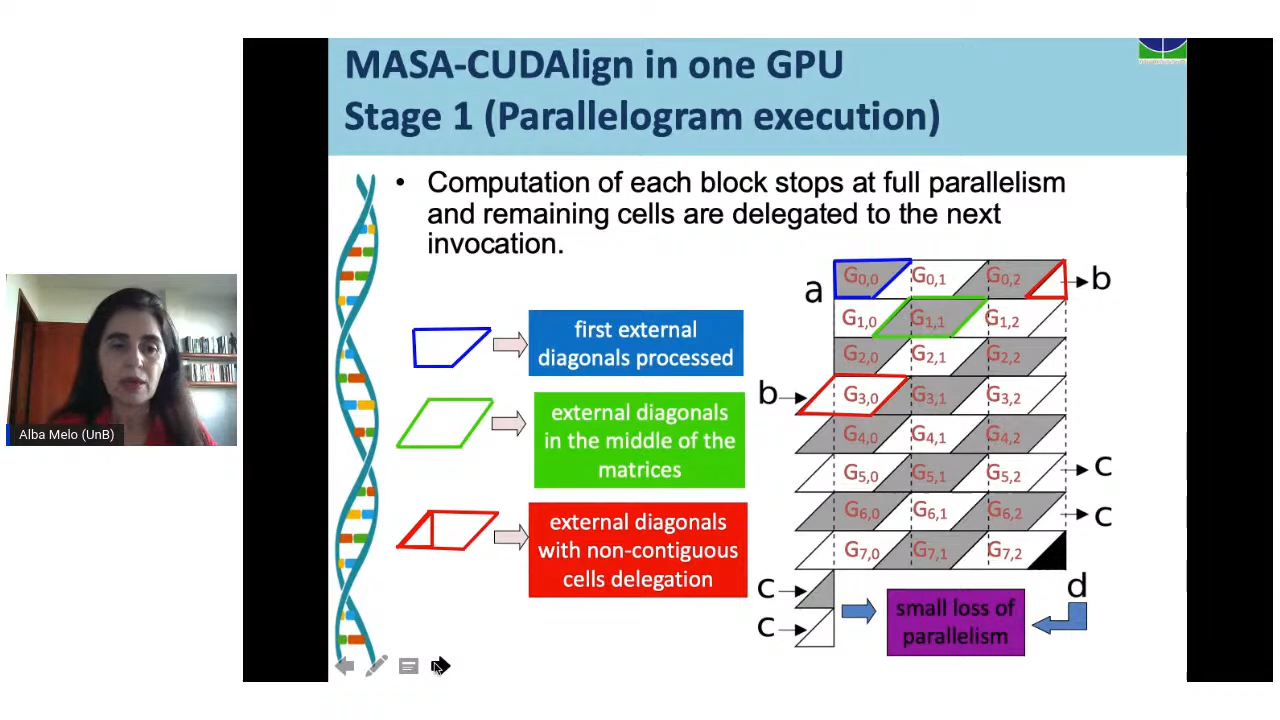 MASA-CUDAlign in one GPU
Stage 1 (Parallelogram execution)
• Computation of each block stops at full parallelism
and remaining cells are delegated to the next
invocation.
first external
diagonals processed
external diagonals
in the middle of the
matrices
external diagonals
with non-contiguous
cells delegation
a
G0,0 G0,1 G0,2
b
G1,0 G1,1 G1,2
G2,0 G2,1 G2,2
b
G3,0 G3,1 G3,2
G4,0 G4,1 G4,2
G5,0 G5,1 G5,2
c
G6,0 G6,1 G6,2
c
G7,0 G7,1 G7,2
c
c
d
small loss of
parallelism
Alba Melo (UnB)